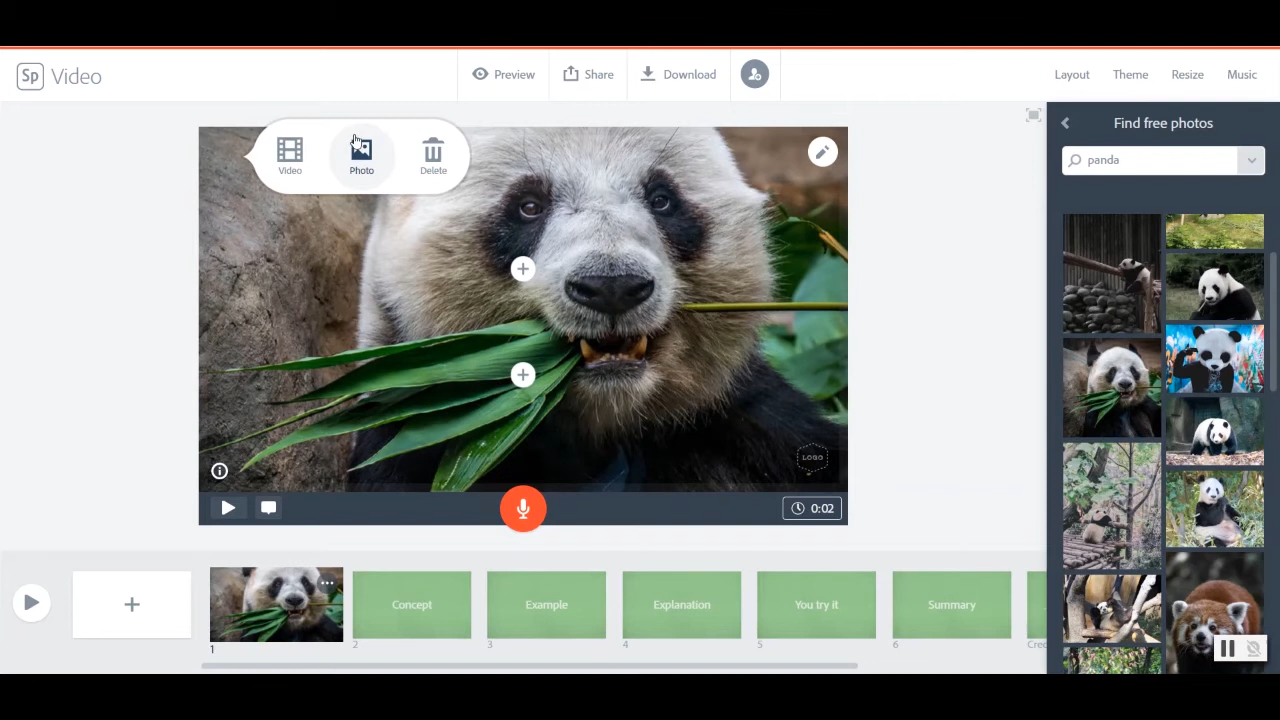 Sp Video
Preview
Share
Download
Layout
Theme
Resize
Music
Video
Photo
Delete
Find free photos
panda
LOGO
0:02
Concept
Example
Explanation
You try it
Summary
1
2
3
4
5
6
Cred